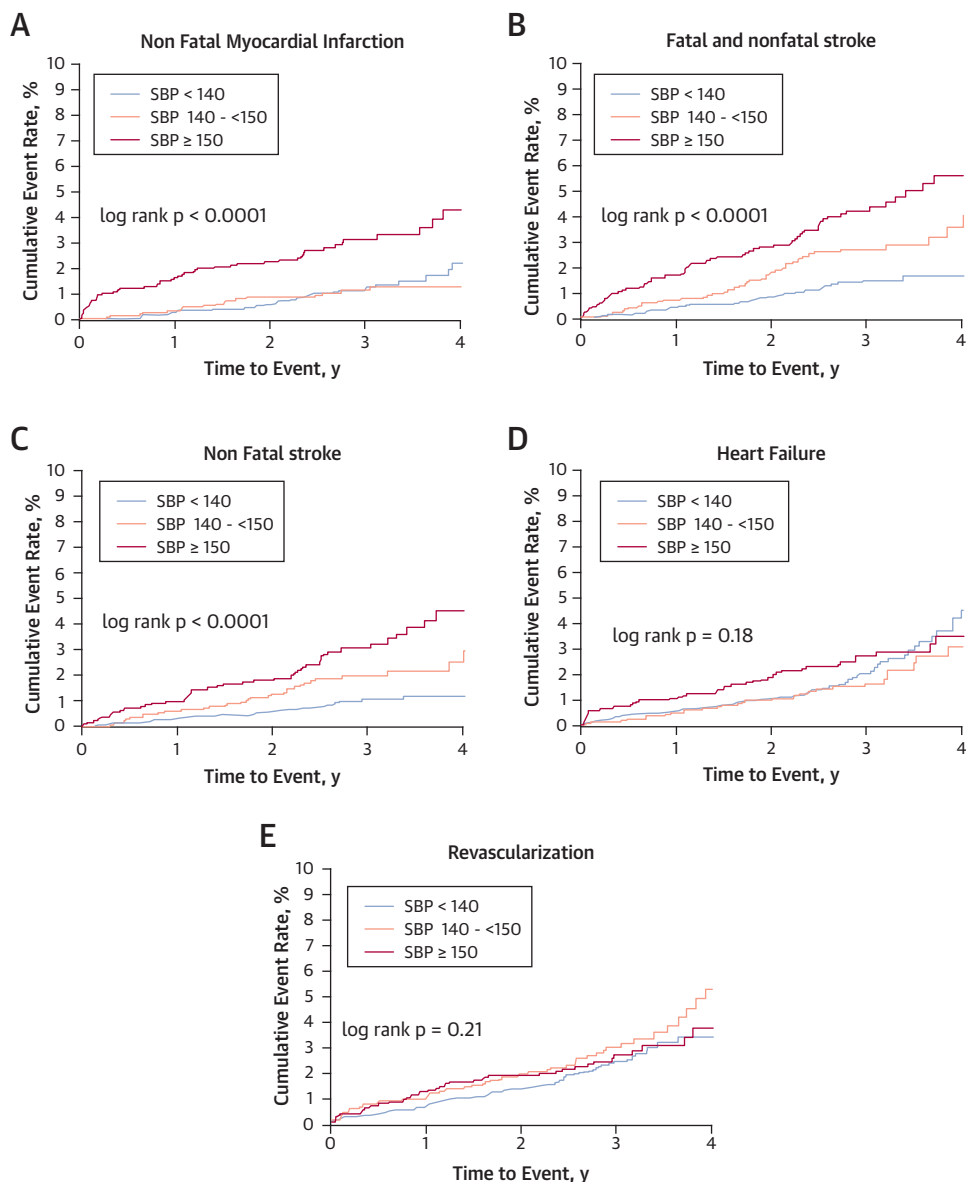 A
Non Fatal Myocardial Infarction
Cumulative Event Rate, %
10
9
8
7
6
5
4
3
2
1
0
SBP < 140
SBP 140 - <150
SBP ≥ 150
log rank p < 0.0001
0 1 2 3 4
Time to Event, y
B
Fatal and nonfatal stroke
Cumulative Event Rate, %
10
9
8
7
6
5
4
3
2
1
0
SBP < 140
SBP 140 - <150
SBP ≥ 150
log rank p < 0.0001
0 1 2 3 4
Time to Event, y
C
Non Fatal stroke
Cumulative Event Rate, %
10
9
8
7
6
5
4
3
2
1
0
SBP < 140
SBP 140 - <150
SBP ≥ 150
log rank p < 0.0001
0 1 2 3 4
Time to Event, y
D
Heart Failure
Cumulative Event Rate, %
10
9
8
7
6
5
4
3
2
1
0
SBP < 140
SBP 140 - <150
SBP ≥ 150
log rank p = 0.18
0 1 2 3 4
Time to Event, y
E
Revascularization
Cumulative Event Rate, %
10
9
8
7
6
5
4
3
2
1
0
SBP < 140
SBP 140 - <150
SBP ≥ 150
log rank p = 0.21
0 1 2 3 4
Time to Event, y